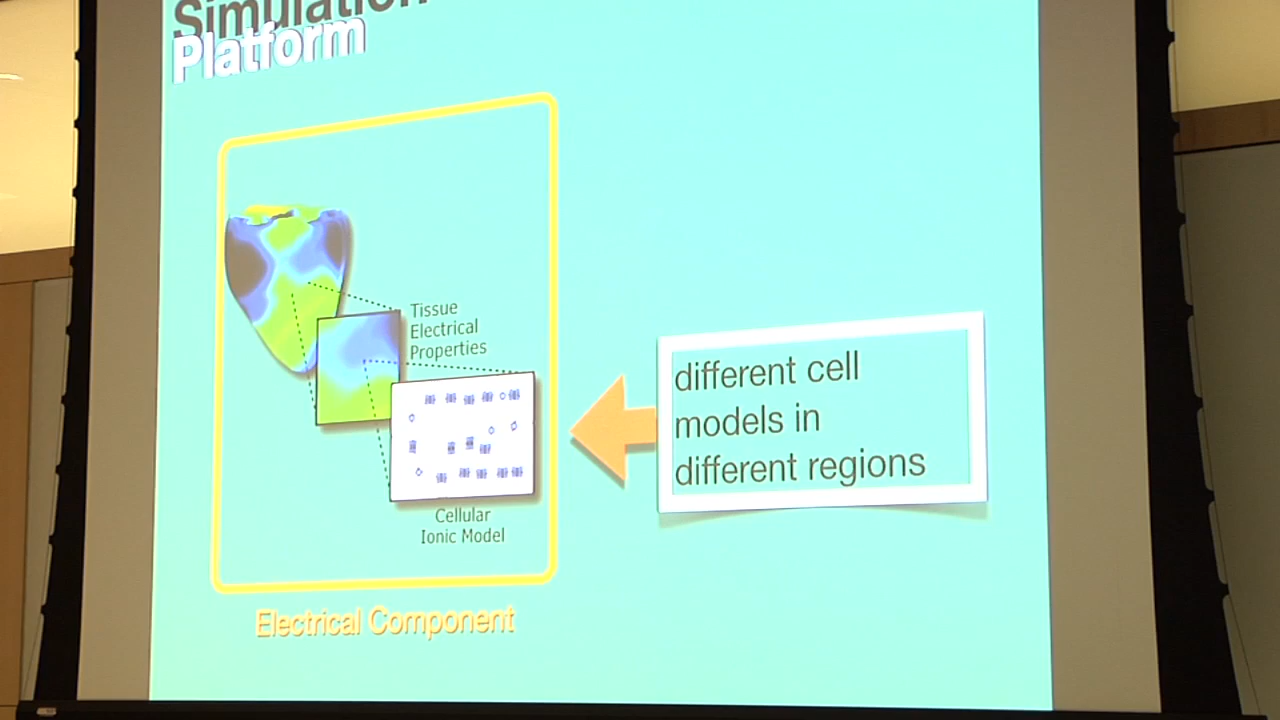 Simulation
Platform
Tissue
Electrical
Properties
different cell
models in
different regions
Cellular
Ionic Model
Electrical Component